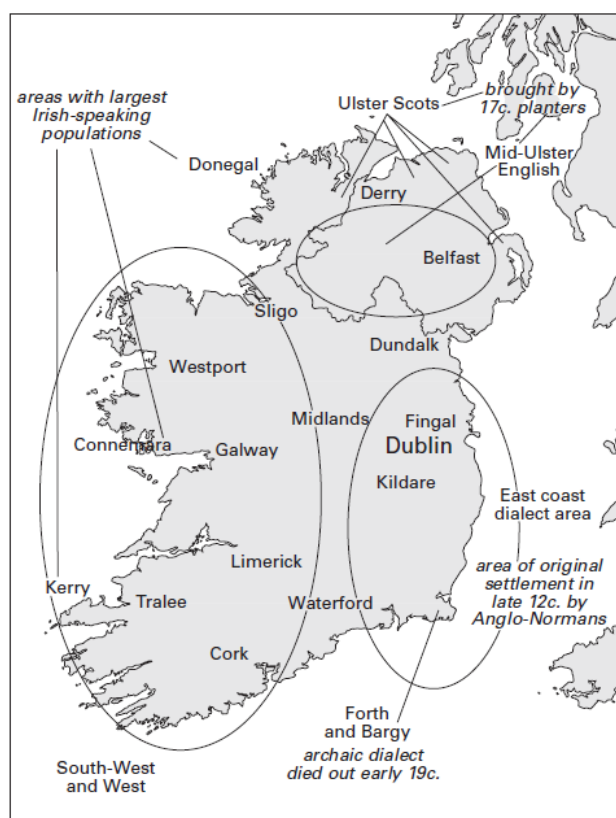 areas with largest
Irish-speaking
populations
Ulster Scots
brought by
17c. planters
Mid-Ulster
English
Donegal
Derry
Belfast
Sligo
Dundalk
Westport
Midlands
Fingal
Connemara
Galway
Dublin
Kildare
East coast
dialect area
Limerick
area of original
settlement in
late 12c. by
Anglo-Normans
Kerry
Tralee
Waterford
Cork
Forth
and Bargy
archaic dialect
died out early 19c.
South-West
and West